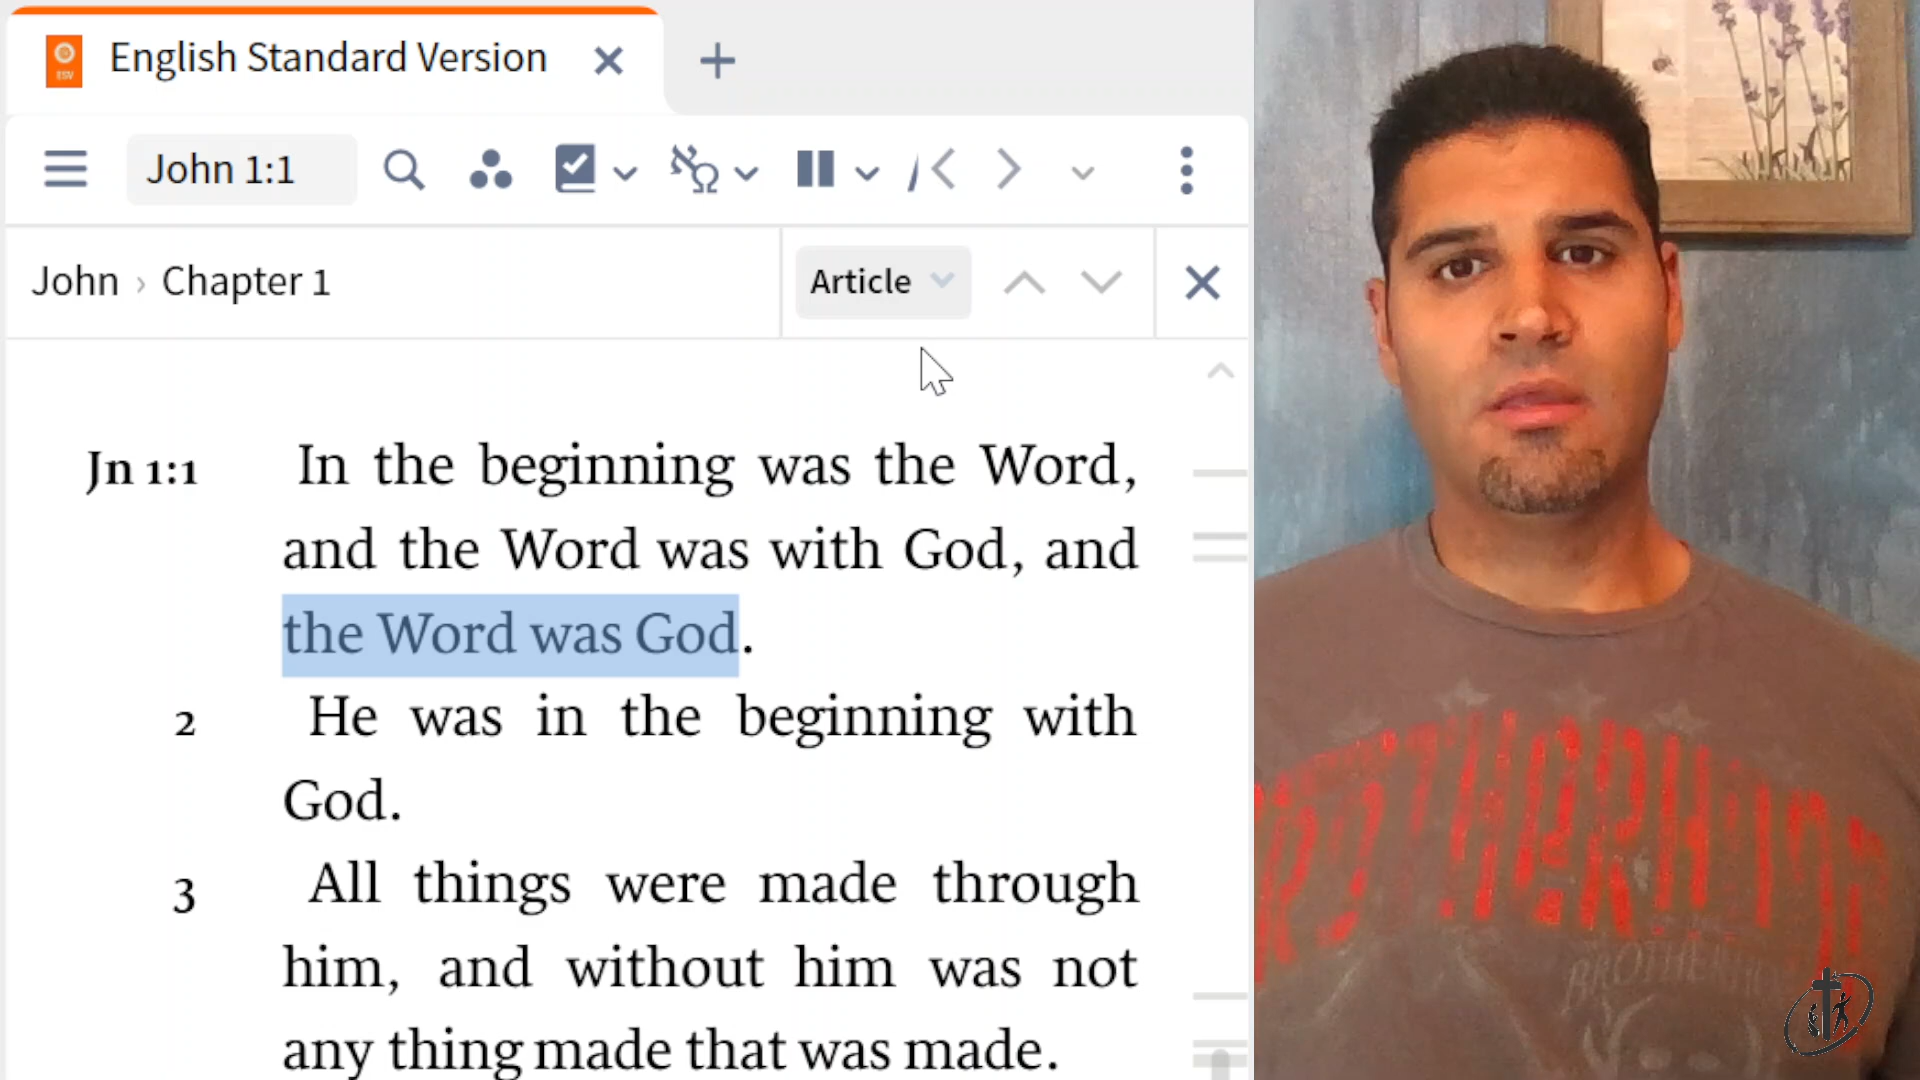 English Standard Version
ESV
John 1:1
John › Chapter 1
Article
Jn 1:1 In the beginning was the Word,
and the Word was with God, and
the Word was God.
2 He was in the beginning with
God.
3 All things were made through
him, and without him was not
any thing made that was made.